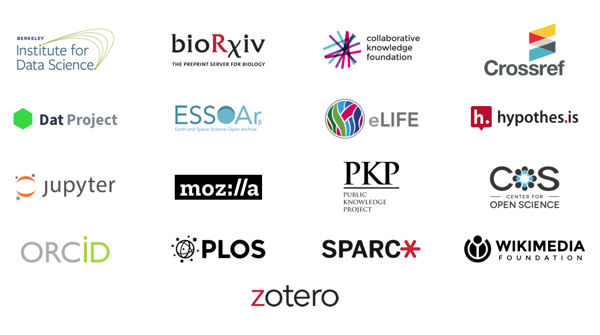 BERKELEY
Institute for
Data Science
bioRχiv
THE PREPRINT SERVER FOR BIOLOGY
collaborative
knowledge
foundation
Crossref
Dat Project
ESSOAr
Earth and Space Science Open Archive
eLIFE
h. hypothes.is
jupyter
moz://a
PKP
PUBLIC
KNOWLEDGE
PROJECT
COS
CENTER FOR
OPEN SCIENCE
ORCiD
PLOS
SPARC
WIKIMEDIA
FOUNDATION
zotero